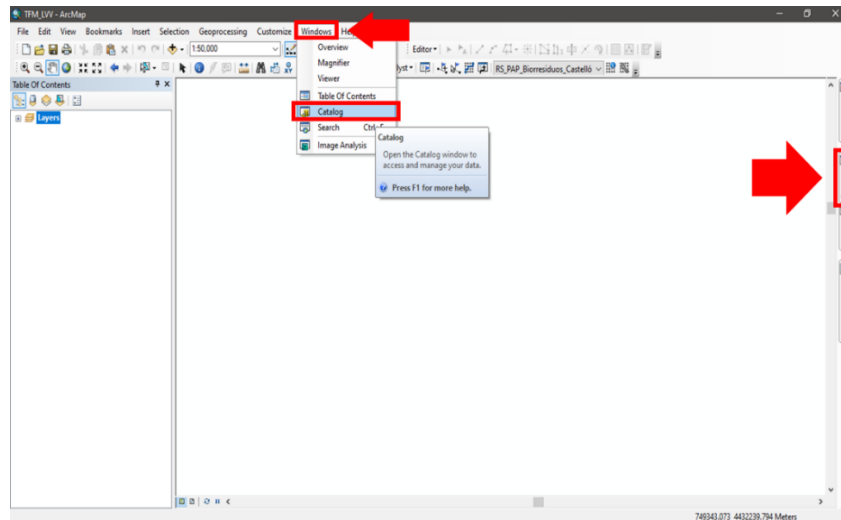 TFM_LVV - ArcMap
File Edit View Bookmarks Insert Selection Geoprocessing Customize Windows
1:50.000
Editor
RS_PAP_Biorresiduos_Castelló
Table Of Contents
Layers
Overview
Magnifier
Viewer
Table Of Contents
Catalog
Search
Image Analysis
Catalog
Open the Catalog window to
access and manage your data.
Press F1 for more help.
749343,073 4432239,794 Meters